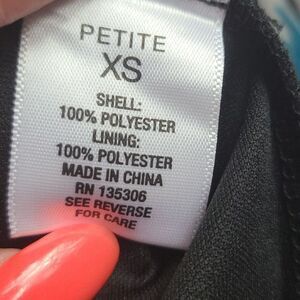 PETITE
XS
SHELL:
100% POLYESTER
LINING:
100% POLYESTER
MADE IN CHINA
RN 135306
SEE REVERSE
FOR CARE